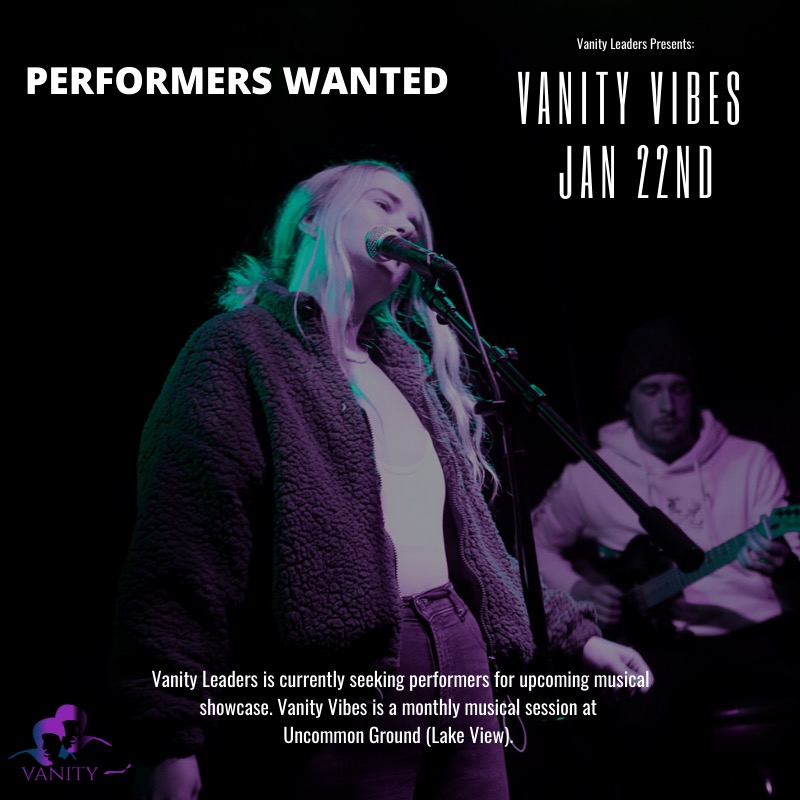 PERFORMERS WANTED
Vanity Leaders Presents:
VANITY VIBES
JAN 22ND
Vanity Leaders is currently seeking performers for upcoming musical
showcase. Vanity Vibes is a monthly musical session at
Uncommon Ground (Lake View).
VANITY